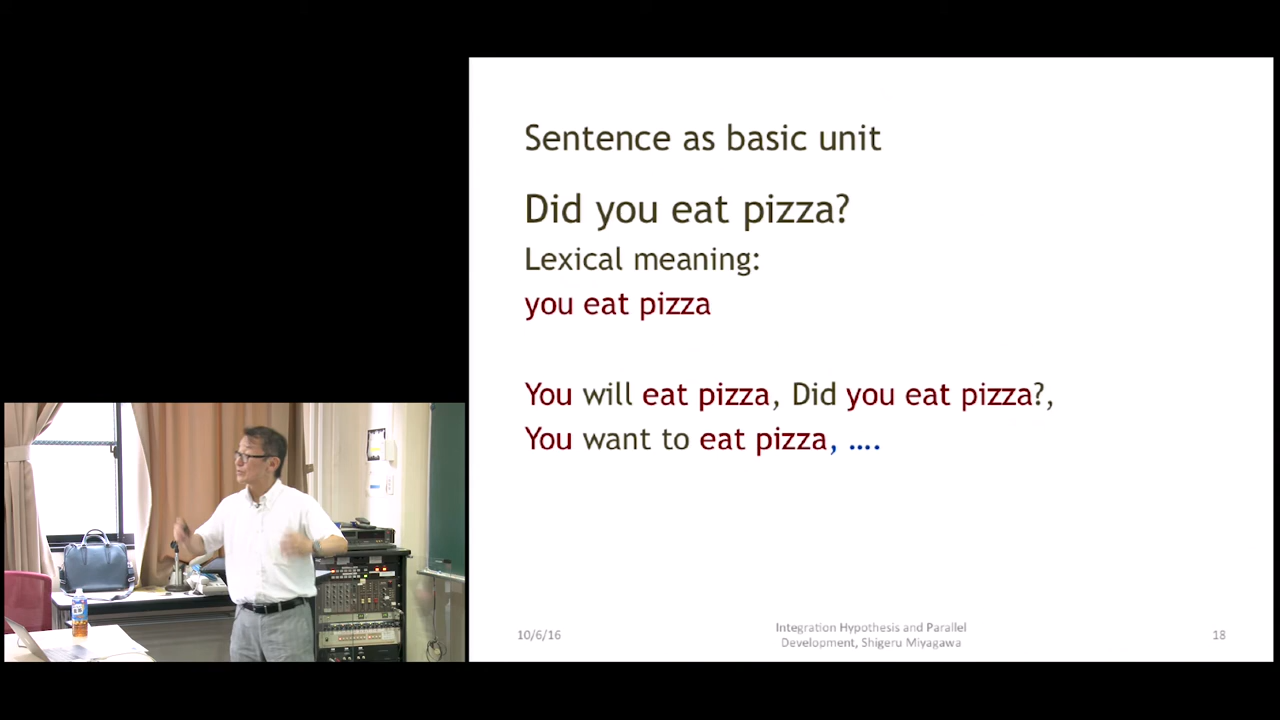 Sentence as basic unit
Did you eat pizza?
Lexical meaning:
you eat pizza
You will eat pizza, Did you eat pizza?,
You want to eat pizza, ....
10/6/16
Integration Hypothesis and Parallel
Development, Shigeru Miyagawa
18